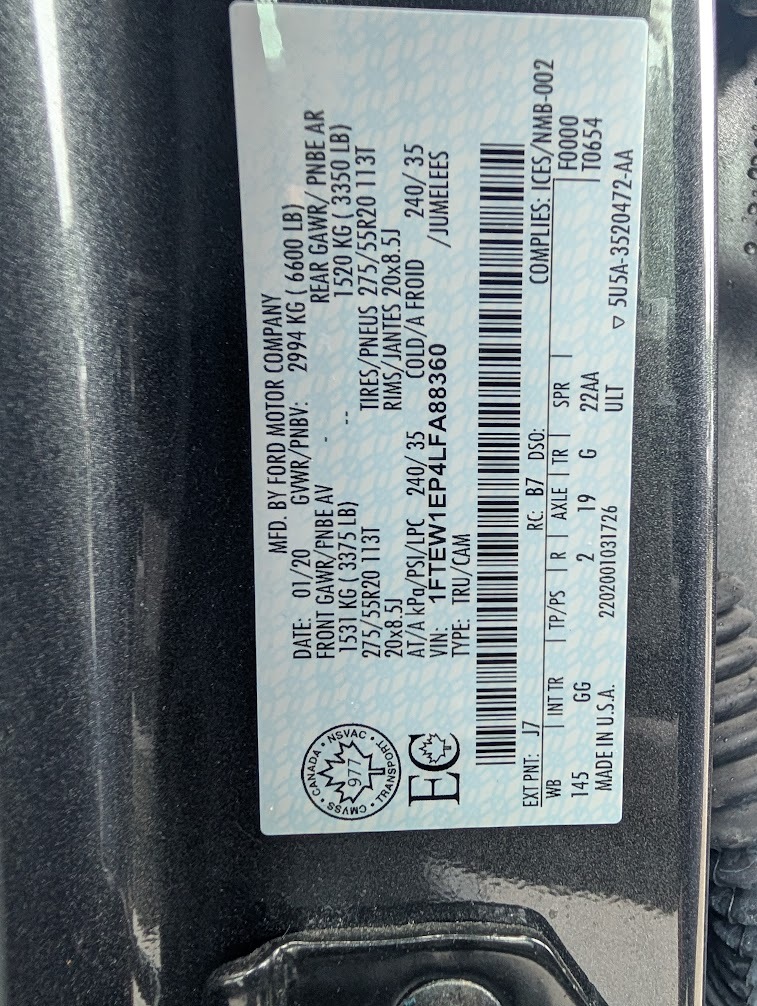 MFD. BY FORD MOTOR COMPANY
DATE: 01/20 GVWR/PNBV: 2994 KG ( 6600 LB)
FRONT GAWR/PNBE AV - REAR GAWR/ PNBE AR
1531 KG ( 3375 LB) -- 1520 KG ( 3350 LB)
275/55R20 113T TIRES/PNEUS 275/55R20 113T
20x8.5J RIMS/JANTES 20x8.5J
AT/A kPa/PSI/LPC 240/ 35 COLD/A FROID 240/ 35
VIN: 1FTEW1EP4LFA88360 /JUMELEES
TYPE: TRU/CAM
CANADA • NSVAC • TRANSPORT • CMVSS •
977
EC
COMPLIES: ICES/NMB-002
EXT PNT: J7 RC: B7 DSO: F0000
WB INT TR TP/PS R AXLE TR SPR T0654
145 GG 2 19 G 22AA
MADE IN U.S.A. 2202001031726 ULT ▽ 5U5A-3520472-AA